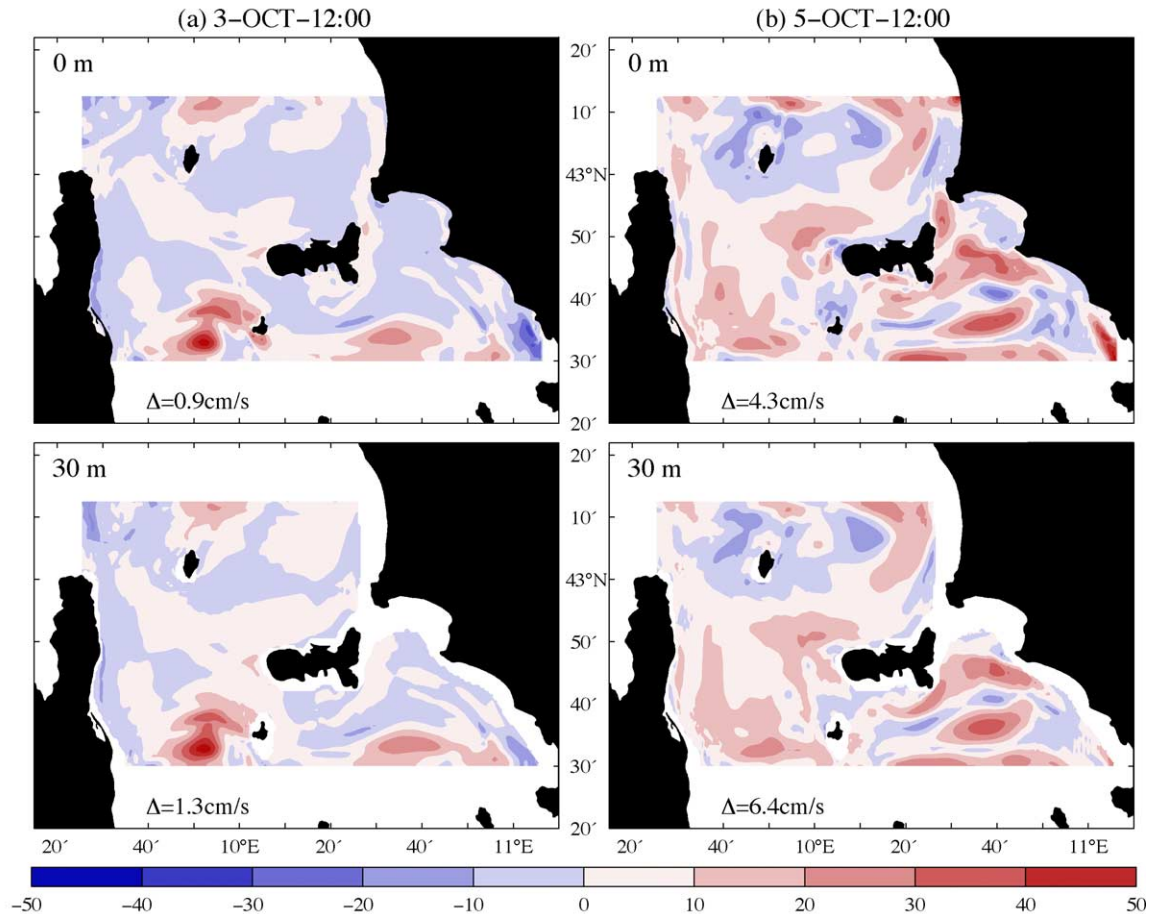 (a) 3-OCT-12:00
(b) 5-OCT-12:00
0 m
0 m
20´
10´
43°N
50´
40´
30´
20´
Δ=0.9cm/s
Δ=4.3cm/s
30 m
30 m
20´
10´
43°N
50´
40´
30´
20´
Δ=1.3cm/s
Δ=6.4cm/s
20´ 40´ 10°E 20´ 40´ 11°E
20´ 40´ 10°E 20´ 40´ 11°E
−50 −40 −30 −20 −10 0 10 20 30 40 50